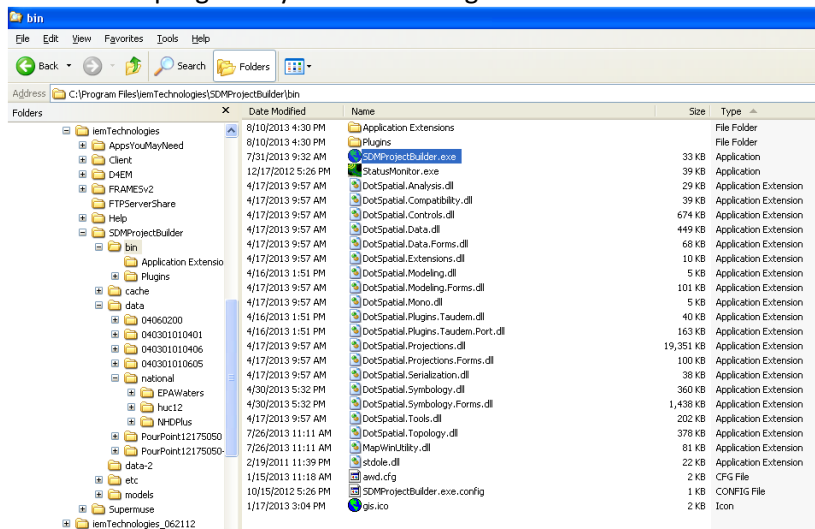 bin
File Edit View Favorites Tools Help
Back Search Folders
Address C:\Program Files\iemTechnologies\SDMProjectBuilder\bin
Folders x Date Modified Name Size Type
iemTechnologies 8/10/2013 4:30 PM Application Extensions File Folder
AppsYouMayNeed 8/10/2013 4:30 PM Plugins File Folder
Client 7/31/2013 9:32 AM SDMProjectBuilder.exe 33 KB Application
D4EM 12/17/2012 5:26 PM StatusMonitor.exe 39 KB Application
FRAMESv2 4/17/2013 9:57 AM DotSpatial.Analysis.dll 29 KB Application Extension
FTPServerShare 4/17/2013 9:57 AM DotSpatial.Compatibility.dll 39 KB Application Extension
Help 4/17/2013 9:57 AM DotSpatial.Controls.dll 674 KB Application Extension
SDMProjectBuilder 4/17/2013 9:57 AM DotSpatial.Data.dll 449 KB Application Extension
bin 4/17/2013 9:57 AM DotSpatial.Data.Forms.dll 68 KB Application Extension
Application Extensio 4/17/2013 9:57 AM DotSpatial.Extensions.dll 10 KB Application Extension
Plugins 4/16/2013 1:51 PM DotSpatial.Modeling.dll 5 KB Application Extension
cache 4/17/2013 9:57 AM DotSpatial.Modeling.Forms.dll 101 KB Application Extension
data 4/17/2013 9:57 AM DotSpatial.Mono.dll 5 KB Application Extension
04060200 4/16/2013 1:51 PM DotSpatial.Plugins.Taudem.dll 40 KB Application Extension
040301010401 4/16/2013 1:51 PM DotSpatial.Plugins.Taudem.Port.dll 163 KB Application Extension
040301010406 4/17/2013 9:57 AM DotSpatial.Projections.dll 19,351 KB Application Extension
040301010605 4/17/2013 9:57 AM DotSpatial.Projections.Forms.dll 100 KB Application Extension
national 4/17/2013 9:57 AM DotSpatial.Serialization.dll 38 KB Application Extension
EPAWaters 4/30/2013 5:32 PM DotSpatial.Symbology.dll 360 KB Application Extension
huc12 4/30/2013 5:32 PM DotSpatial.Symbology.Forms.dll 1,438 KB Application Extension
NHDPlus 4/17/2013 9:57 AM DotSpatial.Tools.dll 202 KB Application Extension
PourPoint12175050 7/26/2013 11:11 AM DotSpatial.Topology.dll 378 KB Application Extension
PourPoint12175050- 7/26/2013 11:11 AM MapWinUtility.dll 81 KB Application Extension
data-2 2/19/2011 11:39 PM stdole.dll 22 KB Application Extension
etc 1/15/2013 11:18 AM awd.cfg 2 KB CFG File
models 10/15/2012 5:26 PM SDMProjectBuilder.exe.config 1 KB CONFIG File
Supermuse 1/17/2013 3:04 PM gis.ico 2 KB Icon
iemTechnologies_062112